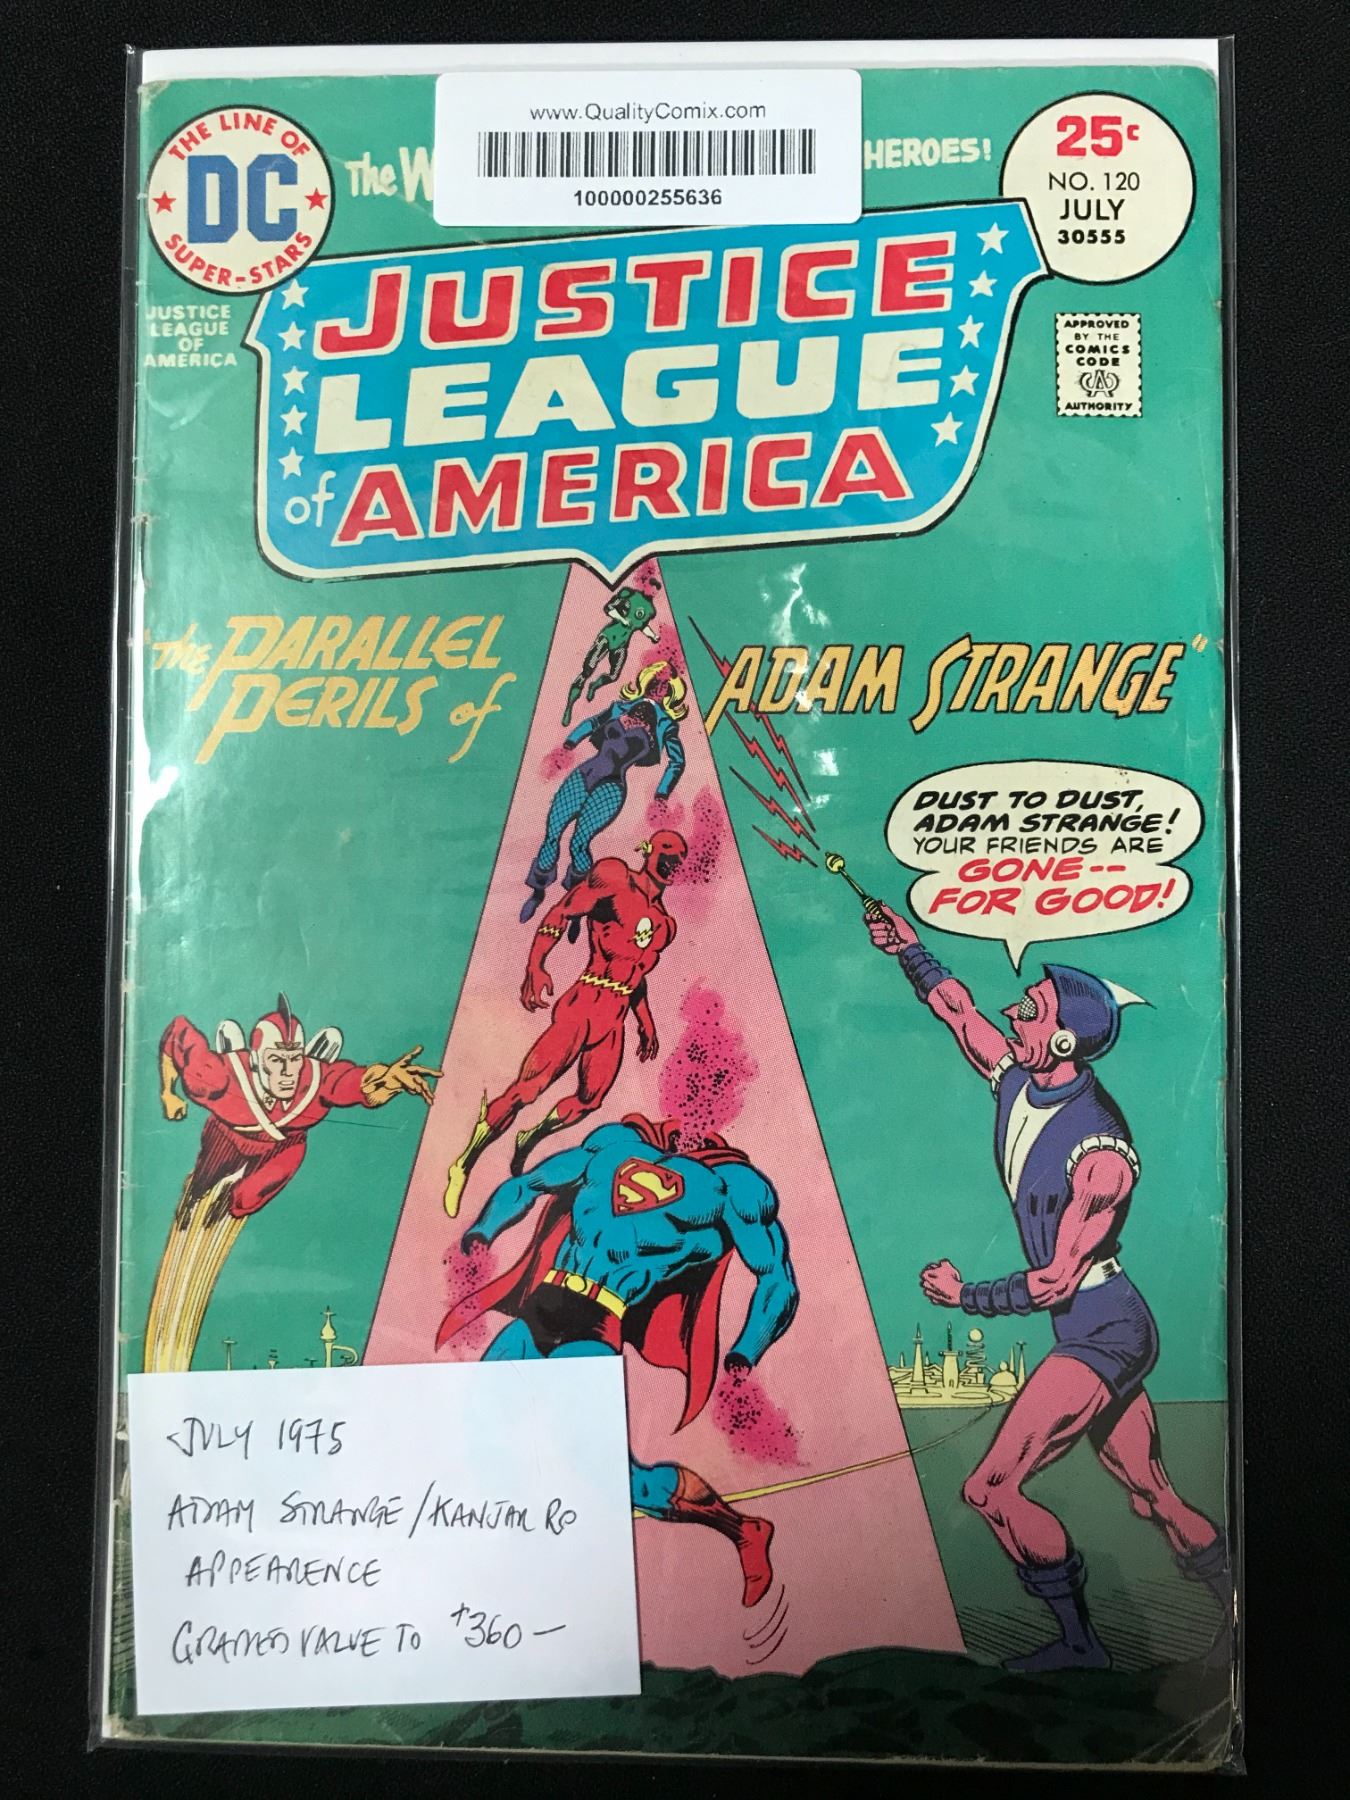 www.QualityComix.com
100000255636
THE LINE OF
DC
SUPER-STARS
The W
HEROES!
25¢
NO. 120
JULY
30555
JUSTICE
LEAGUE
OF
AMERICA
JUSTICE
LEAGUE
of AMERICA
APPROVED
BY THE
COMICS
CODE
AUTHORITY
"The PARALLEL
PERILS of
ADAM STRANGE"
DUST TO DUST,
ADAM STRANGE!
YOUR FRIENDS ARE
GONE--
FOR GOOD!
S
JULY 1975
ADAM STRANGE/KANJAR RO
APPEARENCE
GRADED VALUE TO $360-